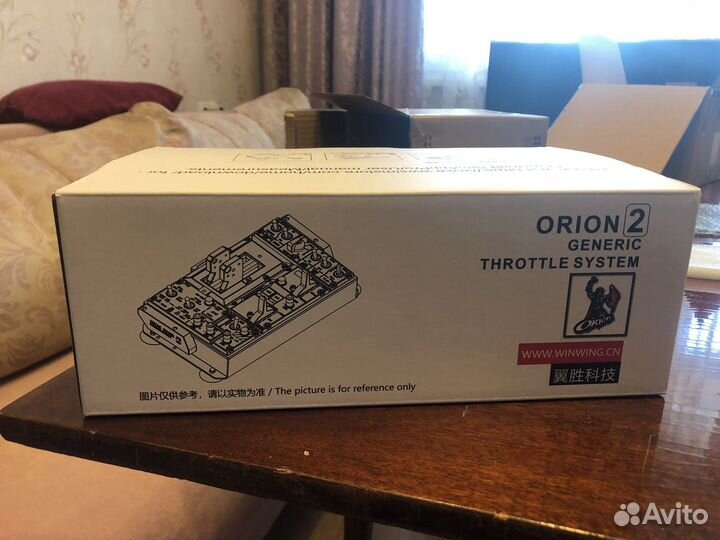 ORION 2
GENERIC
THROTTLE SYSTEM
ORION
WWW.WINWING.CN
翼胜科技
图片仅供参考，请以实物为准 / The picture is for reference only
Avito